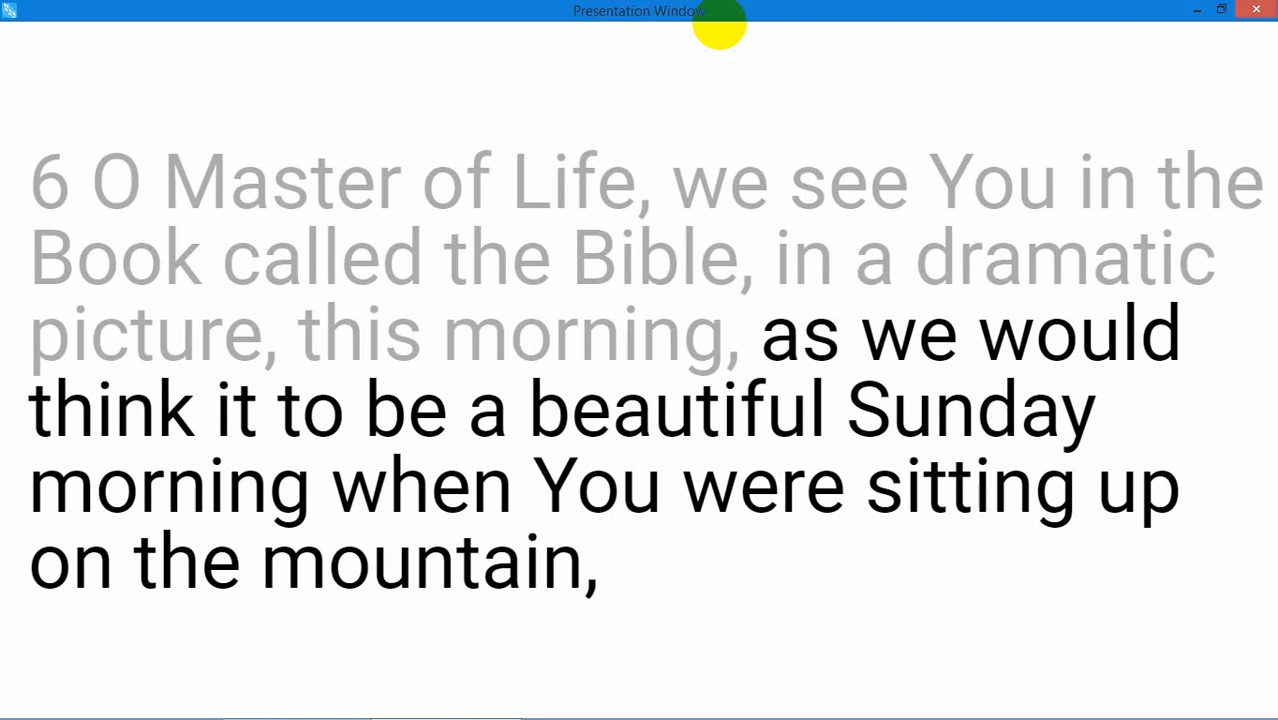 Presentation Window
6 O Master of Life, we see You in the
Book called the Bible, in a dramatic
picture, this morning, as we would
think it to be a beautiful Sunday
morning when You were sitting up
on the mountain,